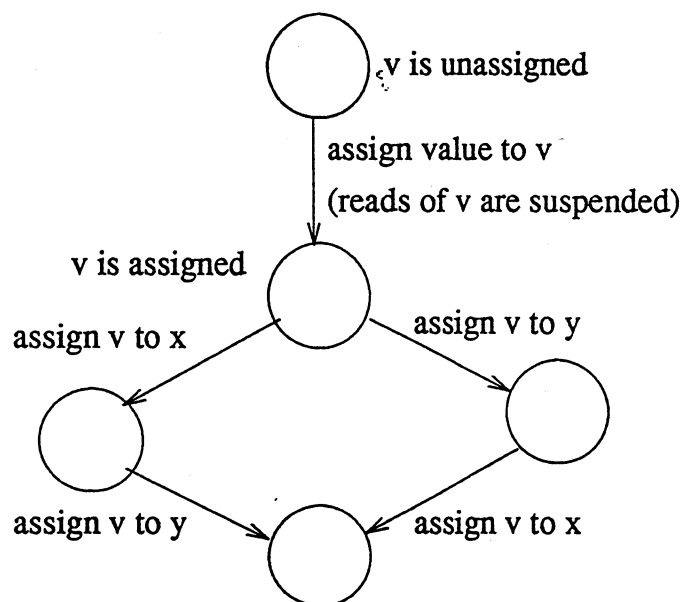 v is unassigned
assign value to v
(reads of v are suspended)
v is assigned
assign v to x
assign v to y
assign v to y
assign v to x